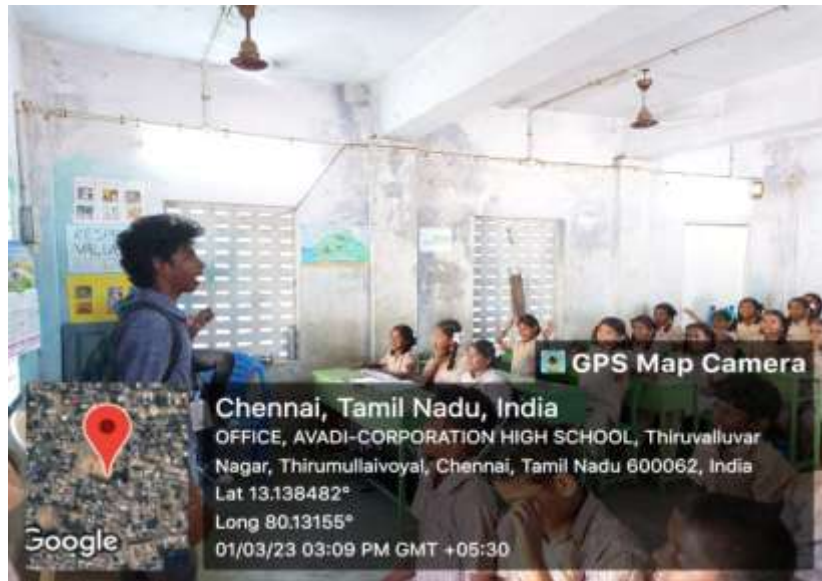 VALU
GPS Map Camera
Chennai, Tamil Nadu, India
OFFICE, AVADI-CORPORATION HIGH SCHOOL, Thiruvalluvar
Nagar, Thirumullaivoyal, Chennai, Tamil Nadu 600062, India
Lat 13.138482°
Long 80.13155°
01/03/23 03:09 PM GMT +05:30
Google